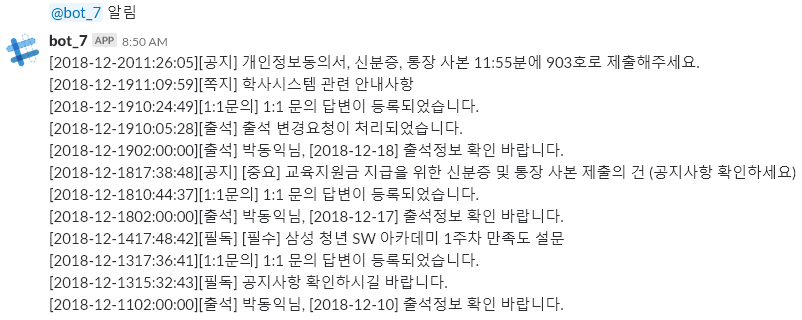 @bot_7 알림
bot_7 APP 8:50 AM
[2018-12-2011:26:05][공지] 개인정보동의서, 신분증, 통장 사본 11:55분에 903호로 제출해주세요.
[2018-12-1911:09:59][쪽지] 학사시스템 관련 안내사항
[2018-12-1910:24:49][1:1문의] 1:1 문의 답변이 등록되었습니다.
[2018-12-1910:05:28][출석] 출석 변경요청이 처리되었습니다.
[2018-12-1902:00:00][출석] 박동익님, [2018-12-18] 출석정보 확인 바랍니다.
[2018-12-1817:38:48][공지] [중요] 교육지원금 지급을 위한 신분증 및 통장 사본 제출의 건 (공지사항 확인하세요)
[2018-12-1810:44:37][1:1문의] 1:1 문의 답변이 등록되었습니다.
[2018-12-1802:00:00][출석] 박동익님, [2018-12-17] 출석정보 확인 바랍니다.
[2018-12-1417:48:42][필독] [필수] 삼성 청년 SW 아카데미 1주차 만족도 설문
[2018-12-1317:36:41][1:1문의] 1:1 문의 답변이 등록되었습니다.
[2018-12-1315:32:43][필독] 공지사항 확인하시길 바랍니다.
[2018-12-1102:00:00][출석] 박동익님, [2018-12-10] 출석정보 확인 바랍니다.